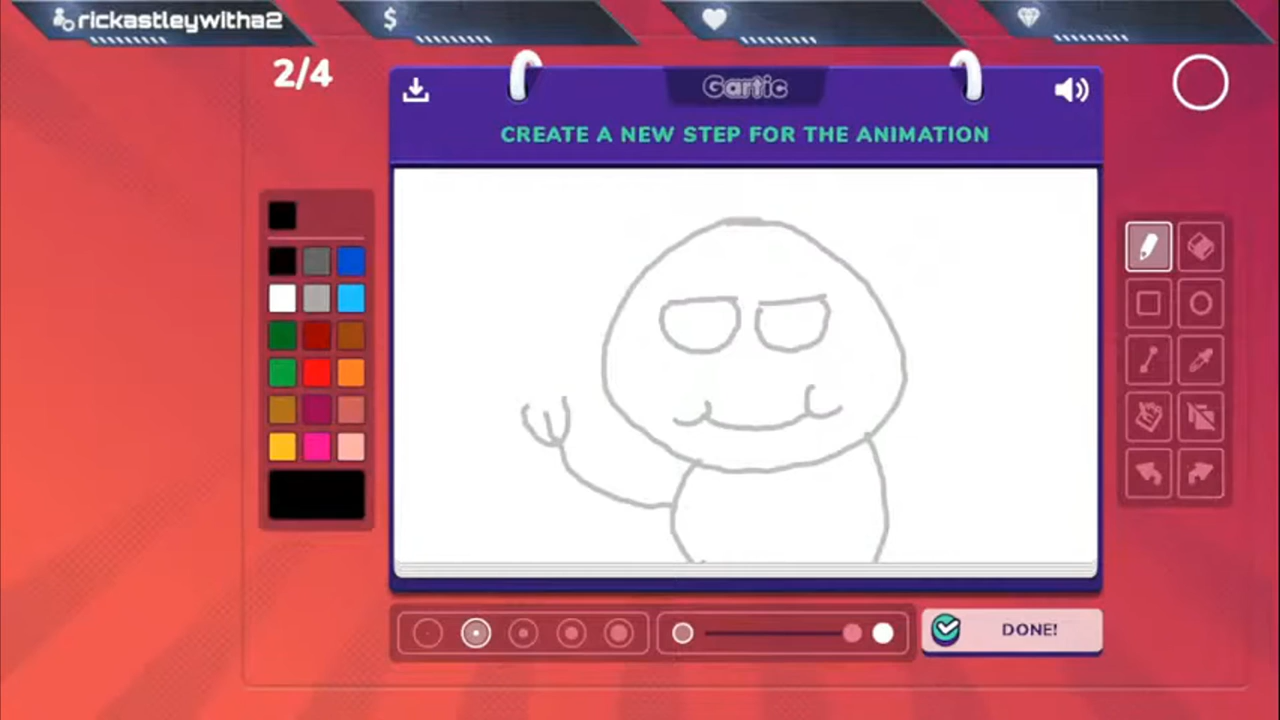 rickastleywitha2
$
2/4
Gartic
CREATE A NEW STEP FOR THE ANIMATION
DONE!